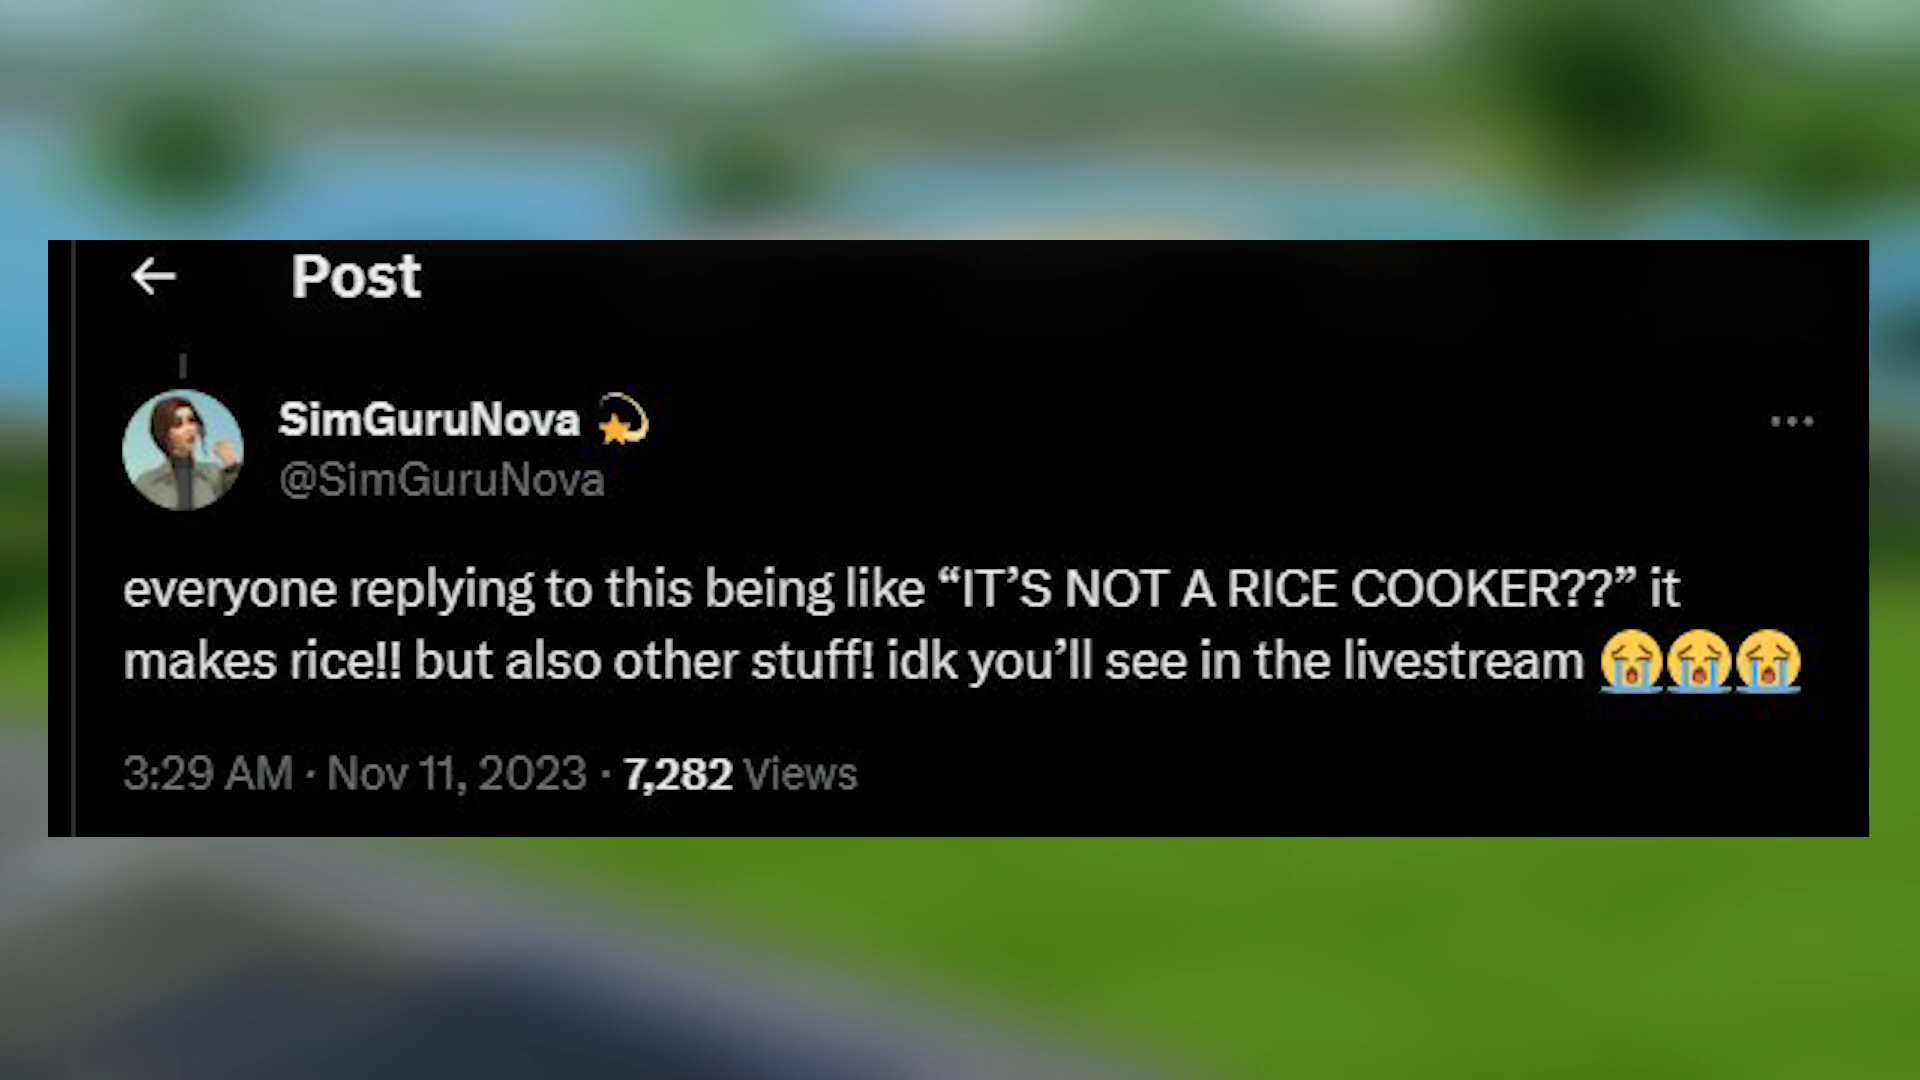 Post
SimGuruNova 💫
@SimGuruNova
everyone replying to this being like “IT’S NOT A RICE COOKER??” it
makes rice!! but also other stuff! idk you’ll see in the livestream 😭😭😭
3:29 AM · Nov 11, 2023 · 7,282 Views